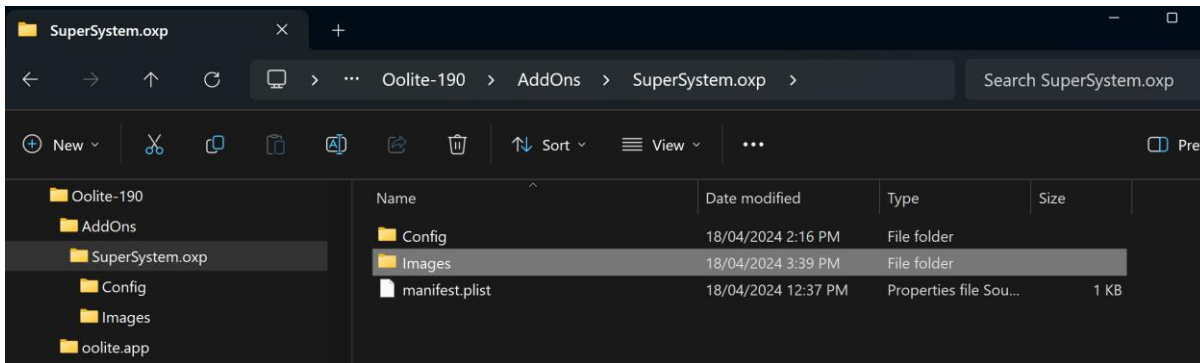 SuperSystem.oxp
Oolite-190 > AddOns > SuperSystem.oxp >
Search SuperSystem.oxp
New
Sort
View
Pre
Oolite-190
AddOns
SuperSystem.oxp
Config
Images
oolite.app
Name Date modified Type Size
Config 18/04/2024 2:16 PM File folder
Images 18/04/2024 3:39 PM File folder
manifest.plist 18/04/2024 12:37 PM Properties file Sou... 1 KB